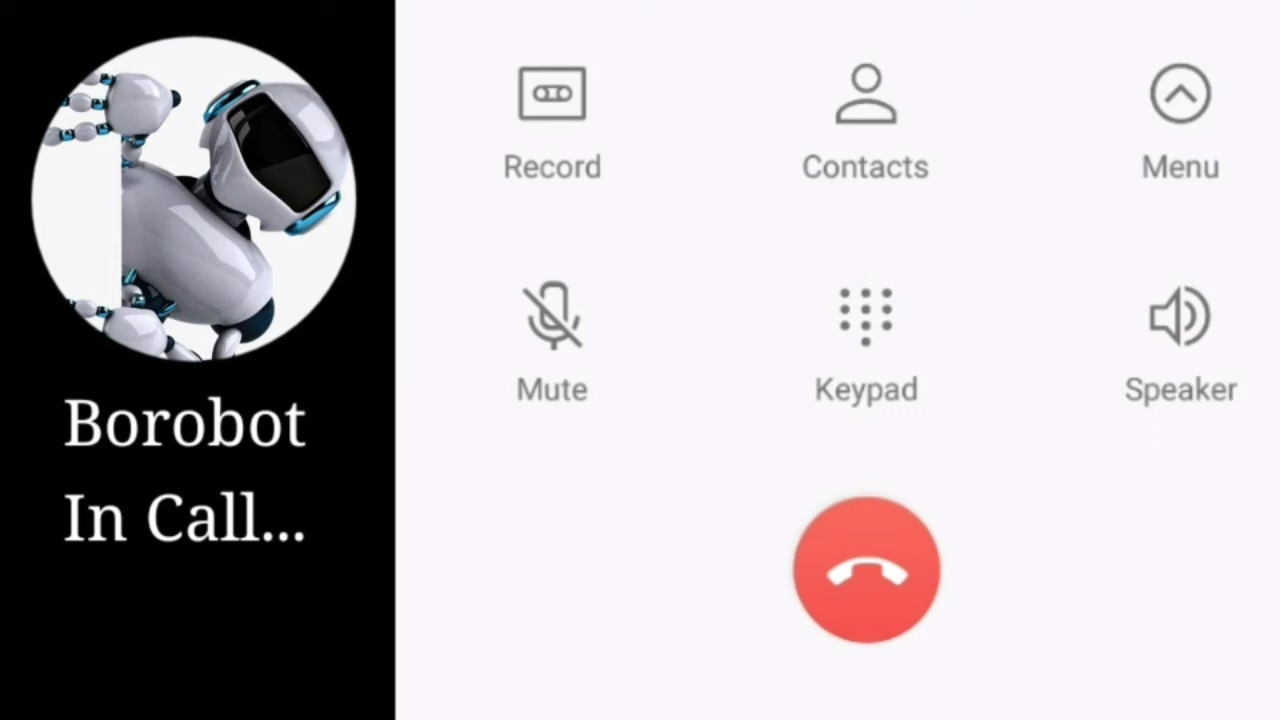 Borobot
In Call...
Record
Contacts
Menu
Mute
Keypad
Speaker